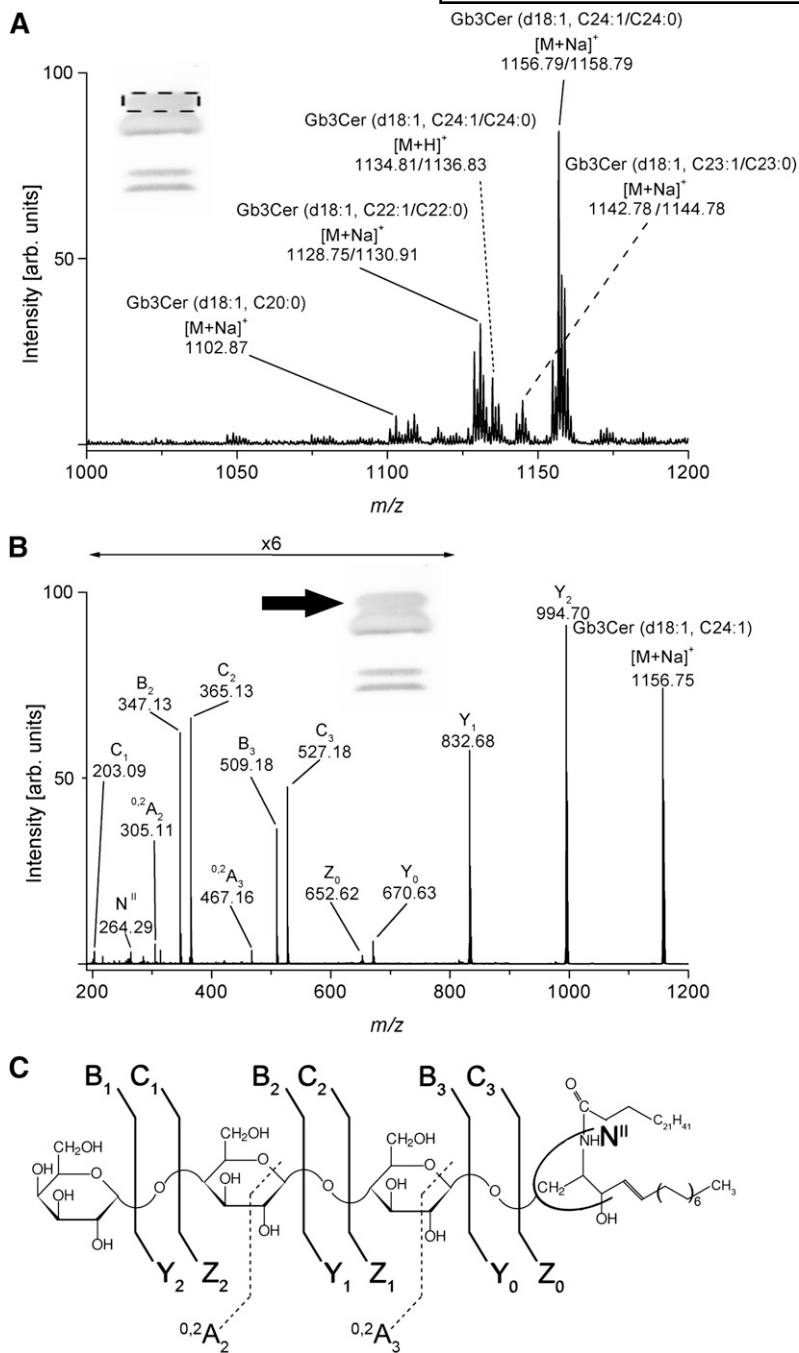 A
Gb3Cer (d18:1, C24:1/C24:0)
[M+Na]⁺
1156.79/1158.79
100
Gb3Cer (d18:1, C24:1/C24:0)
[M+H]⁺
1134.81/1136.83
Gb3Cer (d18:1, C23:1/C23:0)
[M+Na]⁺
1142.78/1144.78
Gb3Cer (d18:1, C22:1/C22:0)
[M+Na]⁺
1128.75/1130.91
50
Gb3Cer (d18:1, C20:0)
[M+Na]⁺
1102.87
Intensity [arb. units]
1000 1050 1100 1150 1200
m/z
B
x6
100
Y₂
994.70
Gb3Cer (d18:1, C24:1)
[M+Na]⁺
1156.75
C₂
365.13
B₂
347.13
Y₁
832.68
C₃
527.18
B₃
509.18
C₁
203.09
50
⁰,²A₂
305.11
⁰,²A₃
467.16
Z₀
652.62
Y₀
670.63
N^II
264.29
Intensity [arb. units]
200 400 600 800 1000 1200
m/z
C
B₁ C₁ B₂ C₂ B₃ C₃
O
C₂₁H₄₁
NH N^II
CH₂OH CH₂OH CH₂OH
OH O O O O O O CH₂ ( )₆ CH₃
OH OH OH OH
OH OH OH OH
Y₂ Z₂ Y₁ Z₁ Y₀ Z₀
⁰,²A₂ ⁰,²A₃